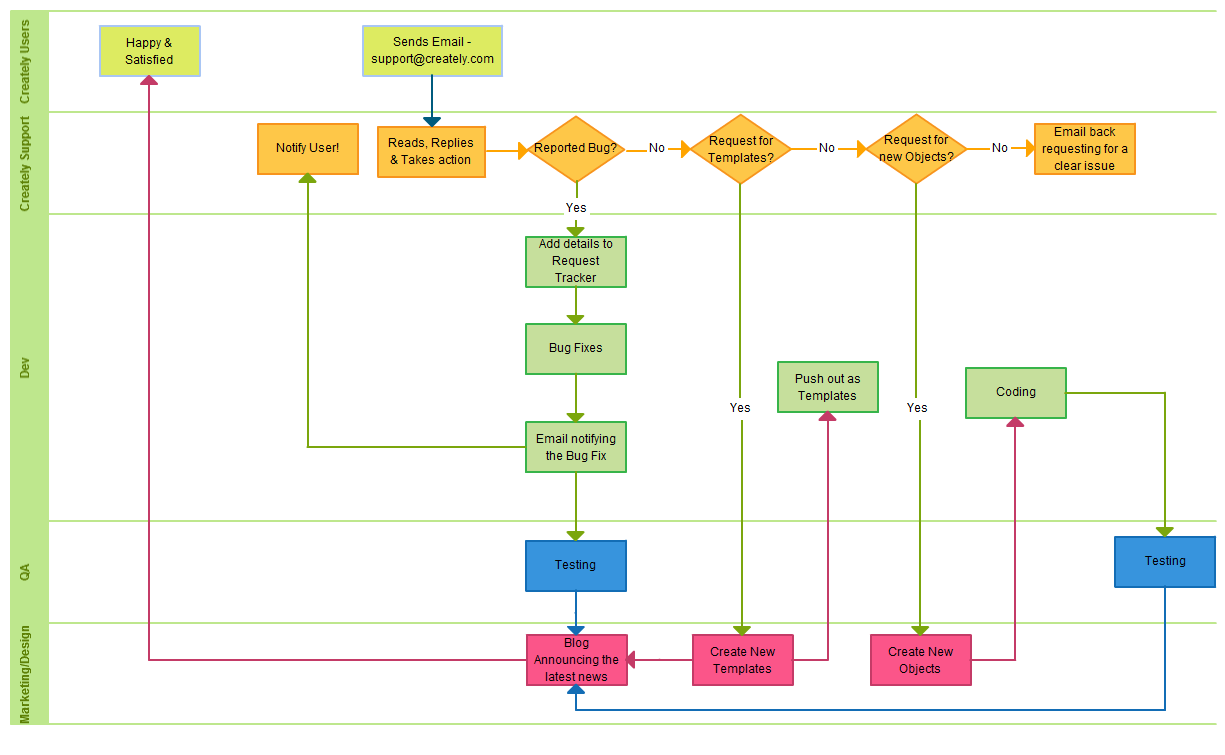 Creately Users
Happy &
Satisfied
Sends Email -
support@creately.com
Creately Support
Notify User!
Reads, Replies
& Takes action
Reported Bug?
No
Request for
Templates?
No
Request for
new Objects?
No
Email back
requesting for a
clear issue
Yes
Dev
Add details to
Request
Tracker
Bug Fixes
Push out as
Templates
Coding
Yes
Yes
Email notifying
the Bug Fix
QA
Testing
Testing
Marketing/Design
Blog
Announcing the
latest news
Create New
Templates
Create New
Objects